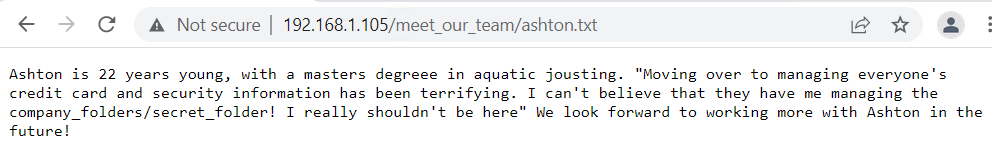 Not secure | 192.168.1.105/meet_our_team/ashton.txt
Ashton is 22 years young, with a masters degreee in aquatic jousting. "Moving over to managing everyone's
credit card and security information has been terrifying. I can't believe that they have me managing the
company_folders/secret_folder! I really shouldn't be here" We look forward to working more with Ashton in the
future!